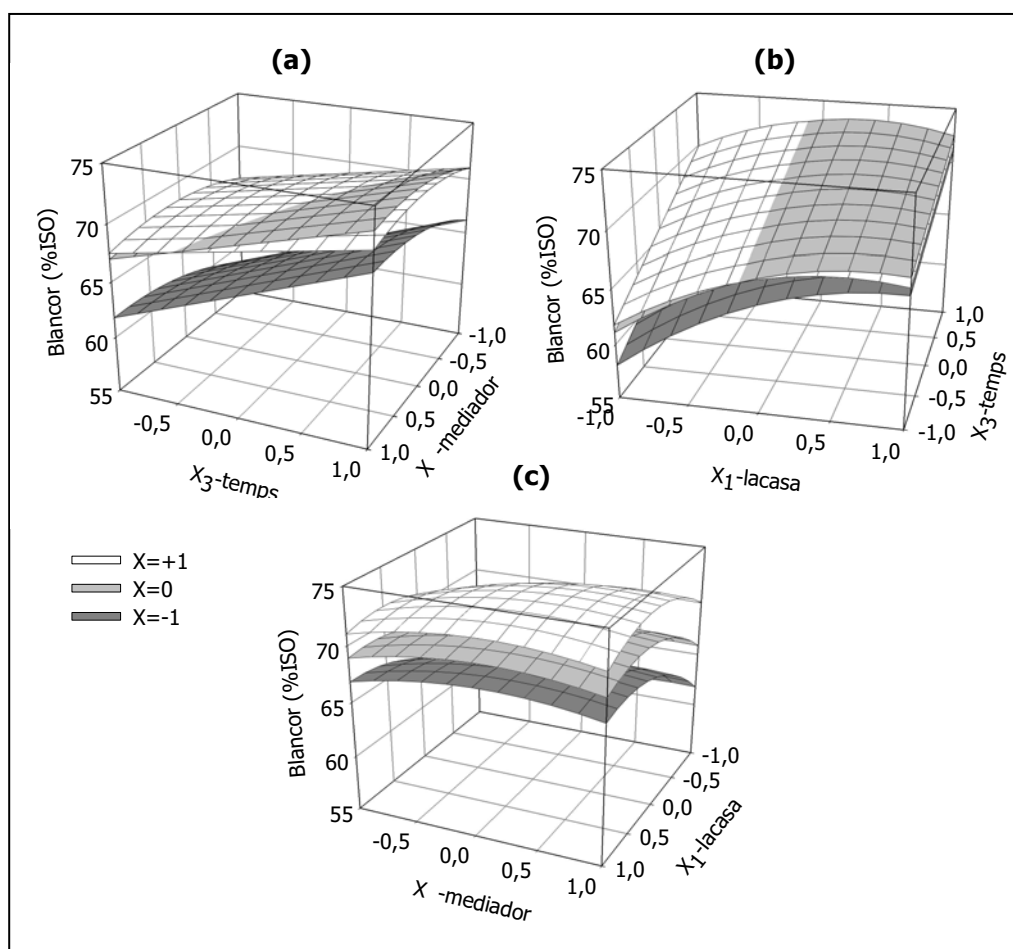 (a)
75
70
65
60
55
Blancor (%ISO)
-0,5
0,0
0,5
1,0
X3-temps
-1,0
-0,5
0,0
0,5
1,0
X -mediador
(b)
75
70
65
60
55
Blancor (%ISO)
-1,0
-0,5
0,0
0,5
1,0
X1-lacasa
1,0
0,5
0,0
-0,5
-1,0
X3-temps
(c)
X=+1
X=0
X=-1
75
70
65
60
55
Blancor (%ISO)
-0,5
0,0
0,5
1,0
X -mediador
-1,0
-0,5
0,0
0,5
1,0
X1-lacasa